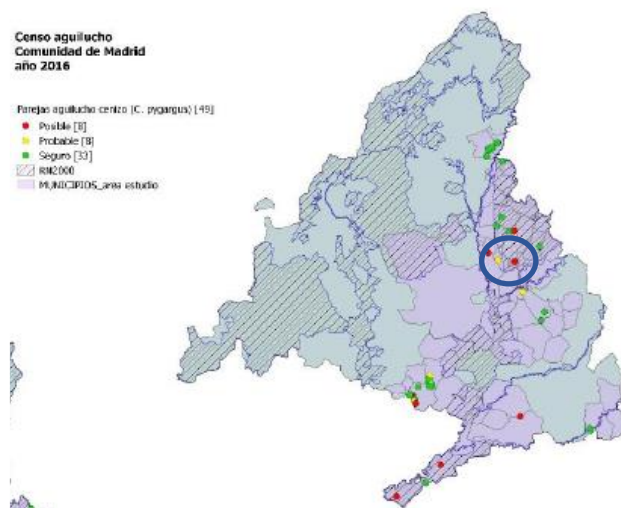 Censo aguilucho
Comunidad de Madrid
año 2016
Parejas aguilucho cenizo (C. pygargus) [49]
Posible [8]
Probable [8]
Seguro [33]
RN2000
MUNICIPIOS_area estudio